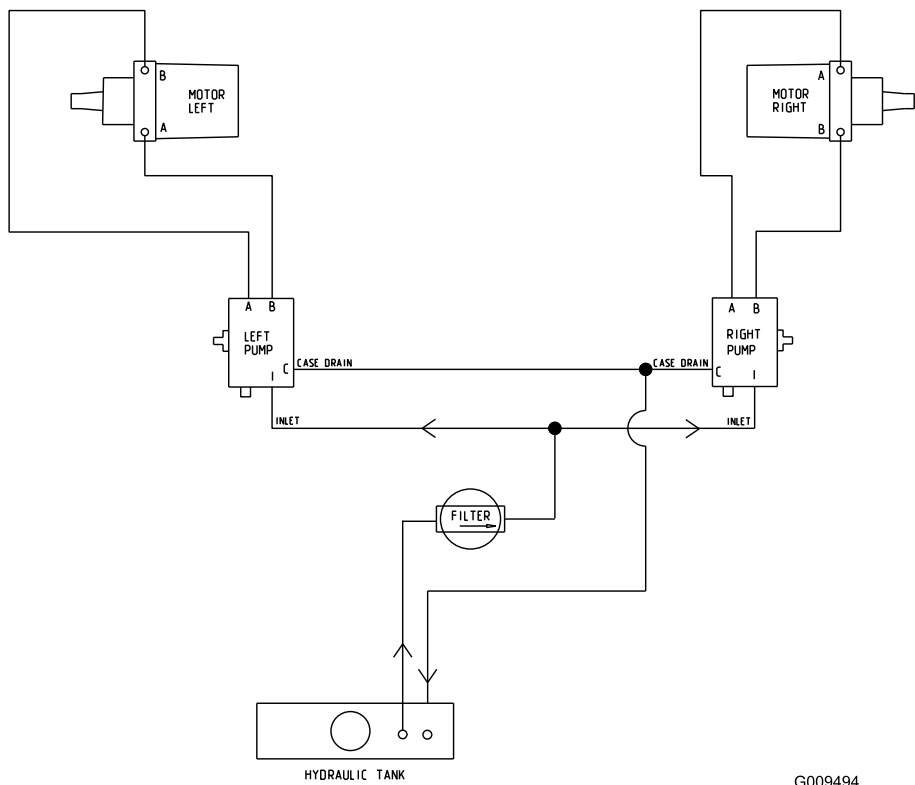 B
MOTOR
LEFT
A
A
MOTOR
RIGHT
B
A B
LEFT
PUMP
C
I
CASE DRAIN
INLET
A B
RIGHT
PUMP
C
I
CASE DRAIN
INLET
FILTER
HYDRAULIC TANK
G009494